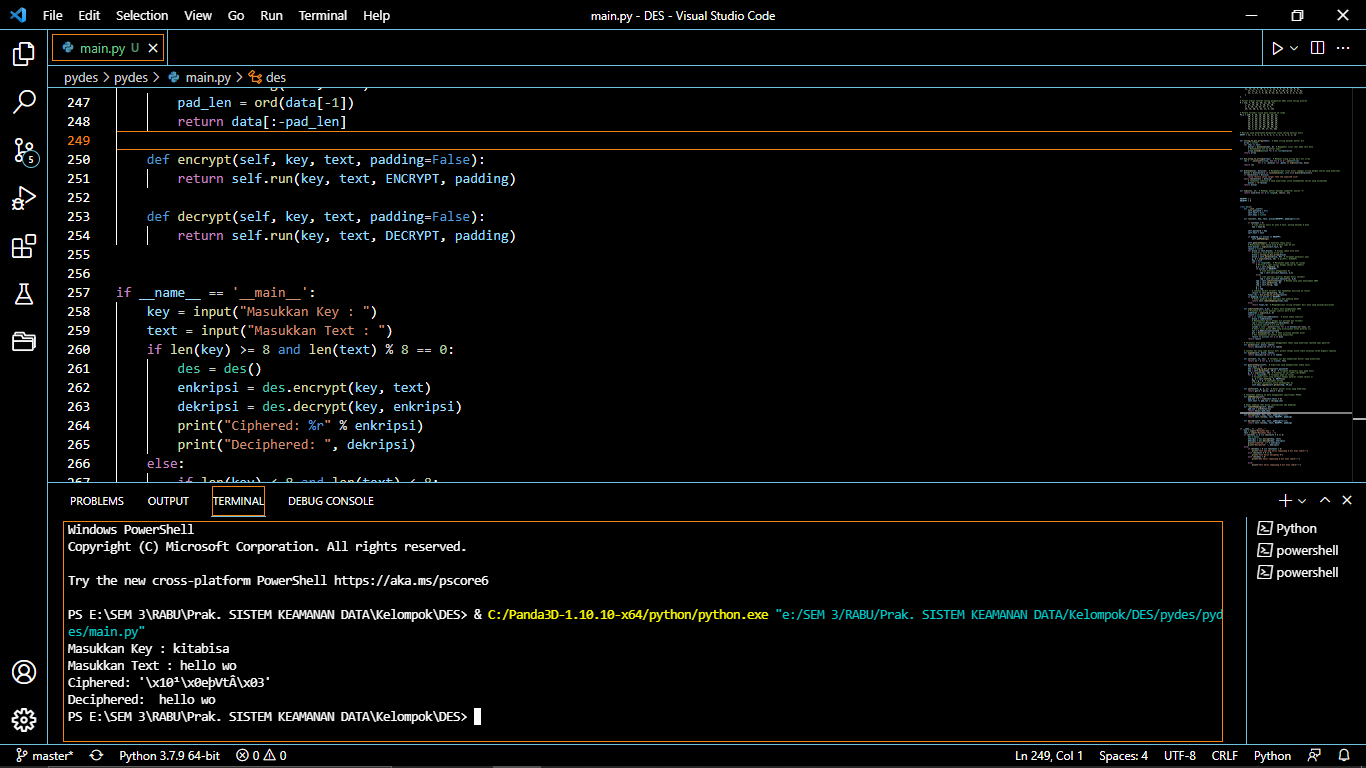 File Edit Selection View Go Run Terminal Help main.py - DES - Visual Studio Code
main.py U
pydes > pydes > main.py > des
247 pad_len = ord(data[-1])
248 return data[:-pad_len]
249
250 def encrypt(self, key, text, padding=False):
251 return self.run(key, text, ENCRYPT, padding)
252
253 def decrypt(self, key, text, padding=False):
254 return self.run(key, text, DECRYPT, padding)
255
256
257 if __name__ == '__main__':
258 key = input("Masukkan Key : ")
259 text = input("Masukkan Text : ")
260 if len(key) >= 8 and len(text) % 8 == 0:
261 des = des()
262 enkripsi = des.encrypt(key, text)
263 dekripsi = des.decrypt(key, enkripsi)
264 print("Ciphered: %r" % enkripsi)
265 print("Deciphered: ", dekripsi)
266 else:
267 if len(key) < 8 and len(text) < 8:
5
PROBLEMS OUTPUT TERMINAL DEBUG CONSOLE
Windows PowerShell
Copyright (C) Microsoft Corporation. All rights reserved.
Try the new cross-platform PowerShell https://aka.ms/pscore6
PS E:\SEM 3\RABU\Prak. SISTEM KEAMANAN DATA\Kelompok\DES> & C:/Panda3D-1.10.10-x64/python/python.exe "e:/SEM 3/RABU/Prak. SISTEM KEAMANAN DATA/Kelompok/DES/pydes/pyd
es/main.py"
Masukkan Key : kitabisa
Masukkan Text : hello wo
Ciphered: '\x10¹\x0eþVtÂ\x03'
Deciphered:  hello wo
PS E:\SEM 3\RABU\Prak. SISTEM KEAMANAN DATA\Kelompok\DES>
Python
powershell
powershell
master* Python 3.7.9 64-bit 0 0 Ln 249, Col 1 Spaces: 4 UTF-8 CRLF Python